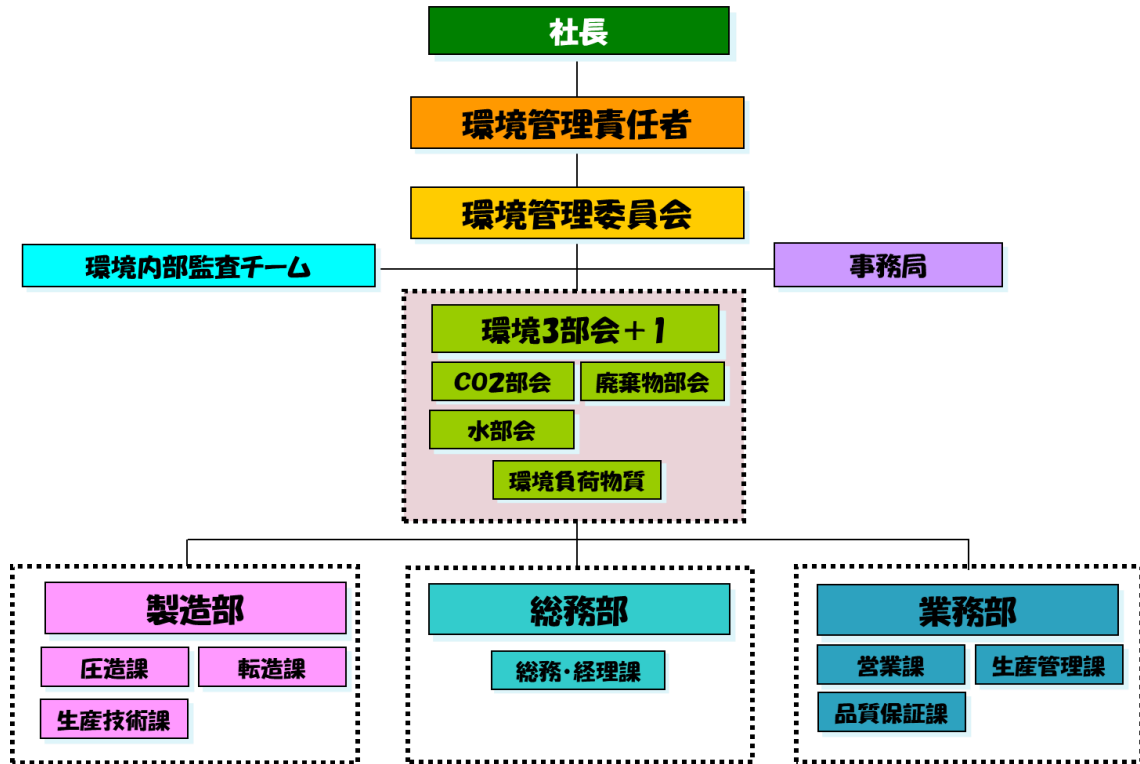 社長
環境管理責任者
環境管理委員会
環境内部監査チーム
事務局
環境3部会＋1
CO2部会
廃棄物部会
水部会
環境負荷物質
製造部
圧造課
転造課
生産技術課
総務部
総務・経理課
業務部
営業課
生産管理課
品質保証課